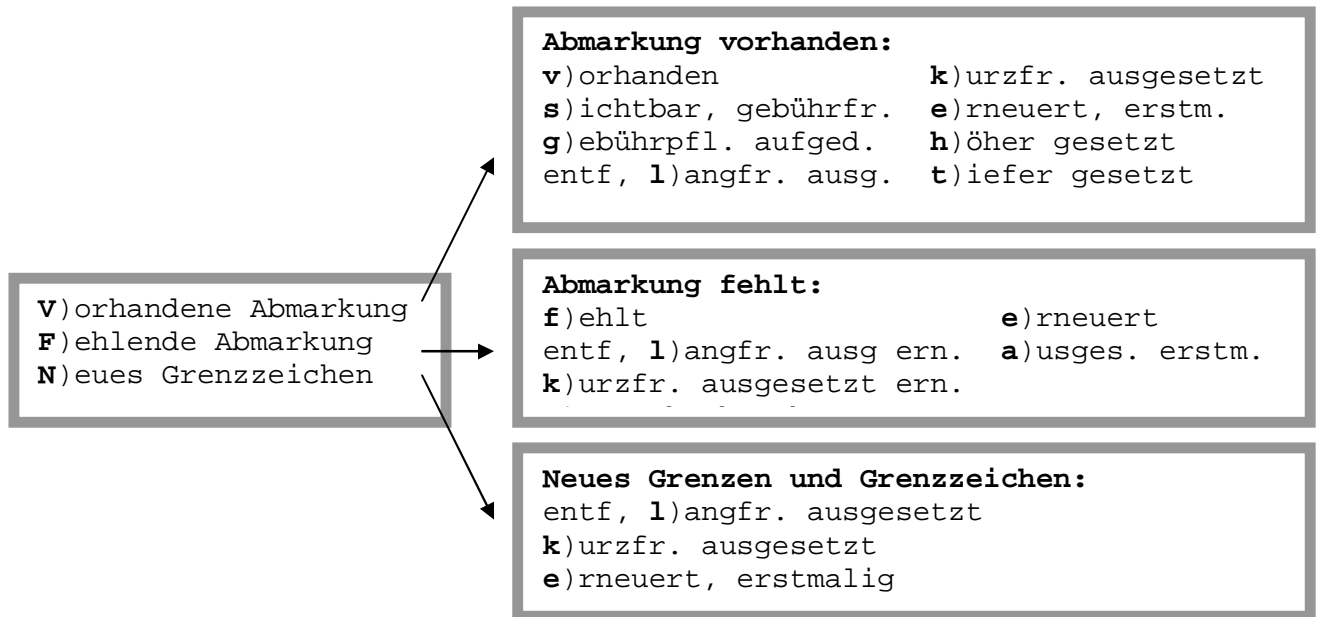 V)orhandene Abmarkung
F)ehlende Abmarkung
N)eues Grenzzeichen
Abmarkung vorhanden:
v)orhanden k)urzfr. ausgesetzt
s)ichtbar, gebührfr. e)rneuert, erstm.
g)ebührpfl. aufged. h)öher gesetzt
entf, l)angfr. ausg. t)iefer gesetzt
Abmarkung fehlt:
f)ehlt e)rneuert
entf, l)angfr. ausg ern. a)usges. erstm.
k)urzfr. ausgesetzt ern.
Neues Grenzen und Grenzzeichen:
entf, l)angfr. ausgesetzt
k)urzfr. ausgesetzt
e)rneuert, erstmalig